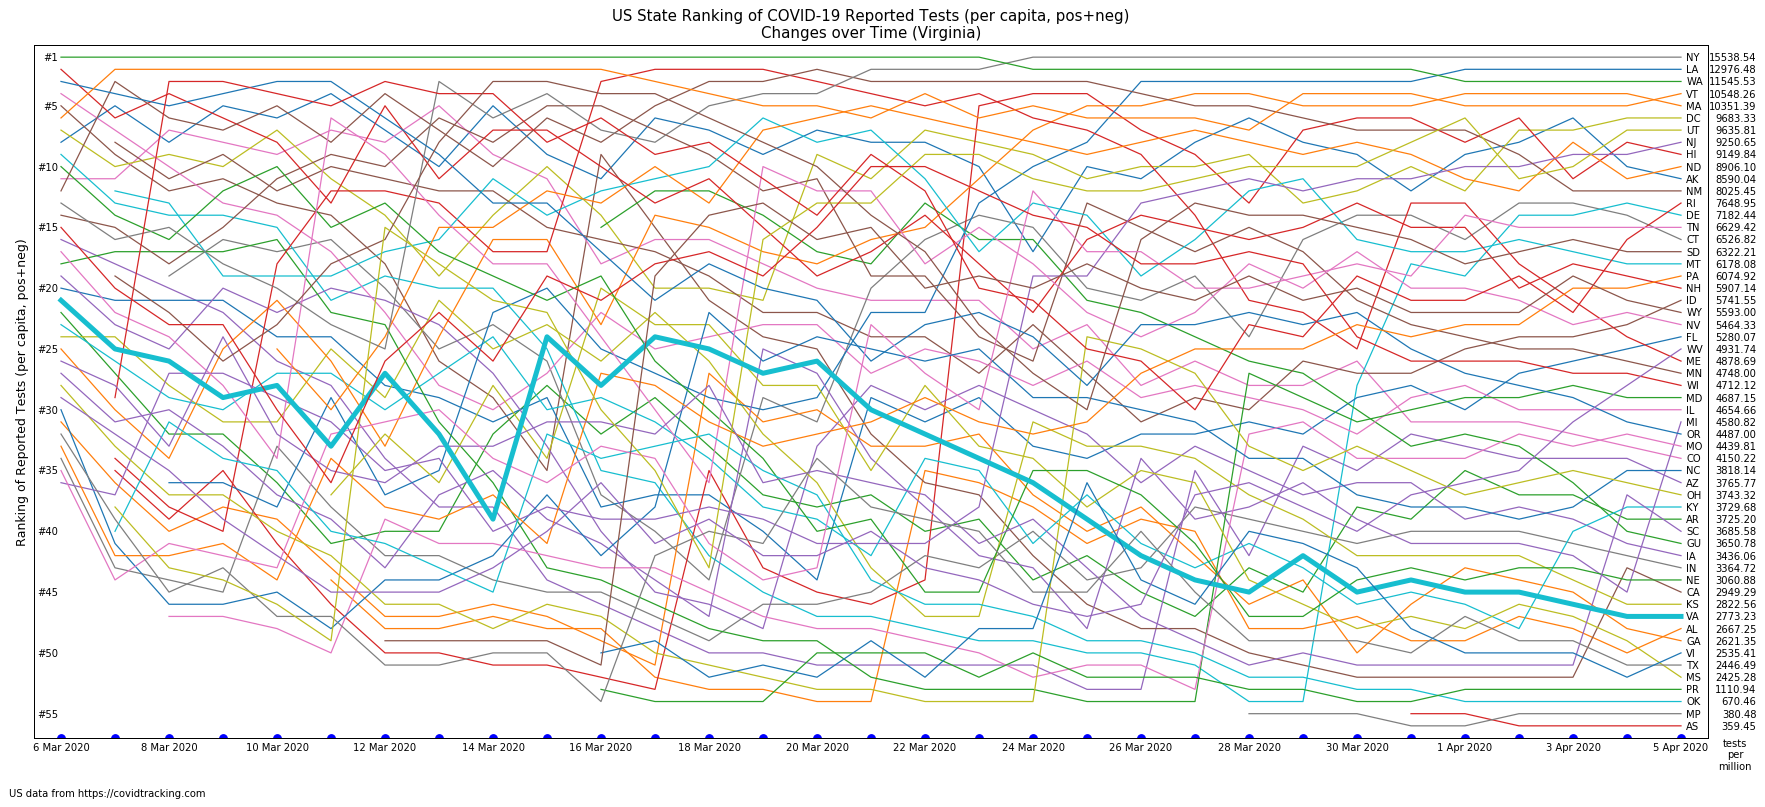 US State Ranking of COVID-19 Reported Tests (per capita, pos+neg)
Changes over Time (Virginia)
Ranking of Reported Tests (per capita, pos+neg)
#1
#5
#10
#15
#20
#25
#30
#35
#40
#45
#50
#55
NY 15538.54
LA 12976.48
WA 11545.53
VT 10548.26
MA 10351.39
DC 9683.33
UT 9635.81
NJ 9250.65
HI 9149.84
ND 8906.10
AK 8590.04
NM 8025.45
RI 7648.95
DE 7182.44
TN 6629.42
CT 6526.82
SD 6322.21
MT 6178.08
PA 6074.92
NH 5907.14
ID 5741.55
WY 5593.00
NV 5464.33
FL 5280.07
WV 4931.74
ME 4878.69
MN 4748.00
WI 4712.12
MD 4687.15
IL 4654.66
MI 4580.82
OR 4487.00
MO 4439.81
CO 4150.22
NC 3818.14
AZ 3765.77
OH 3743.32
KY 3729.68
AR 3725.20
SC 3685.58
GU 3650.78
IA 3436.06
IN 3364.72
NE 3060.88
CA 2949.29
KS 2822.56
VA 2773.23
AL 2667.25
GA 2621.35
VI 2535.41
TX 2446.49
MS 2425.28
PR 1110.94
OK 670.46
MP 380.48
AS 359.45
6 Mar 2020 8 Mar 2020 10 Mar 2020 12 Mar 2020 14 Mar 2020 16 Mar 2020 18 Mar 2020 20 Mar 2020 22 Mar 2020 24 Mar 2020 26 Mar 2020 28 Mar 2020 30 Mar 2020 1 Apr 2020 3 Apr 2020 5 Apr 2020
tests
per
million
US data from https://covidtracking.com